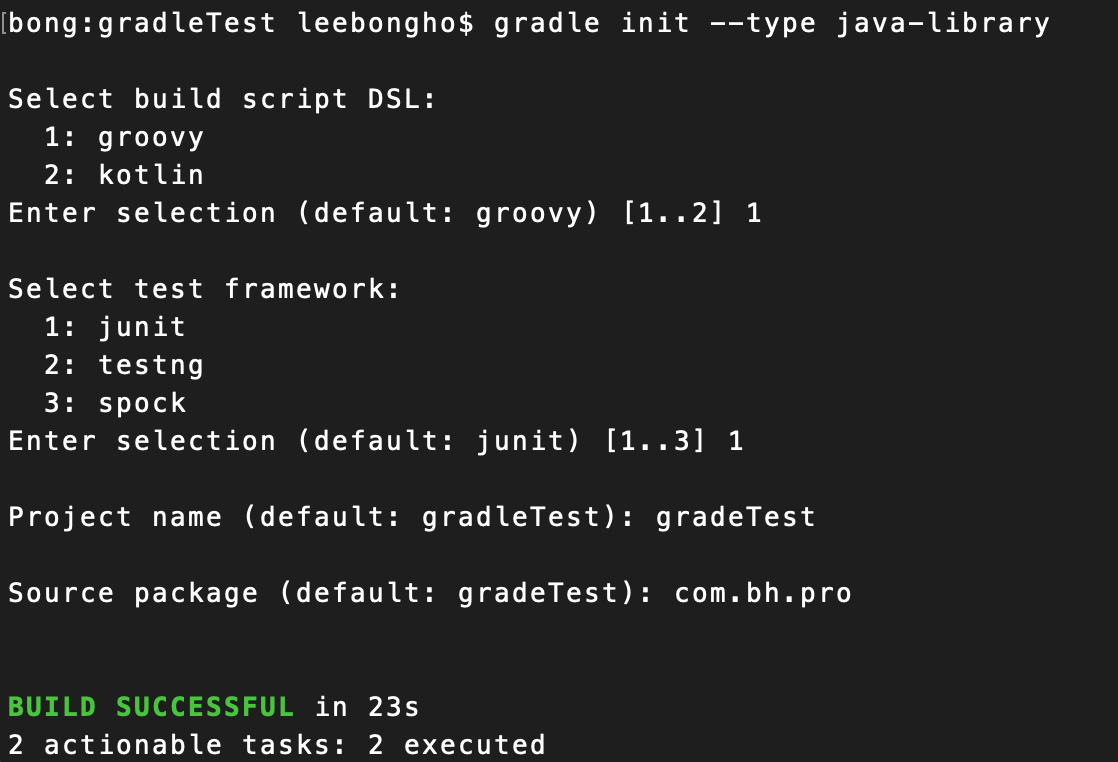 [bong:gradleTest leebongho$ gradle init --type java-library
Select build script DSL:
1: groovy
2: kotlin
Enter selection (default: groovy) [1..2] 1
Select test framework:
1: junit
2: testng
3: spock
Enter selection (default: junit) [1..3] 1
Project name (default: gradleTest): gradeTest
Source package (default: gradeTest): com.bh.pro
BUILD SUCCESSFUL in 23s
2 actionable tasks: 2 executed